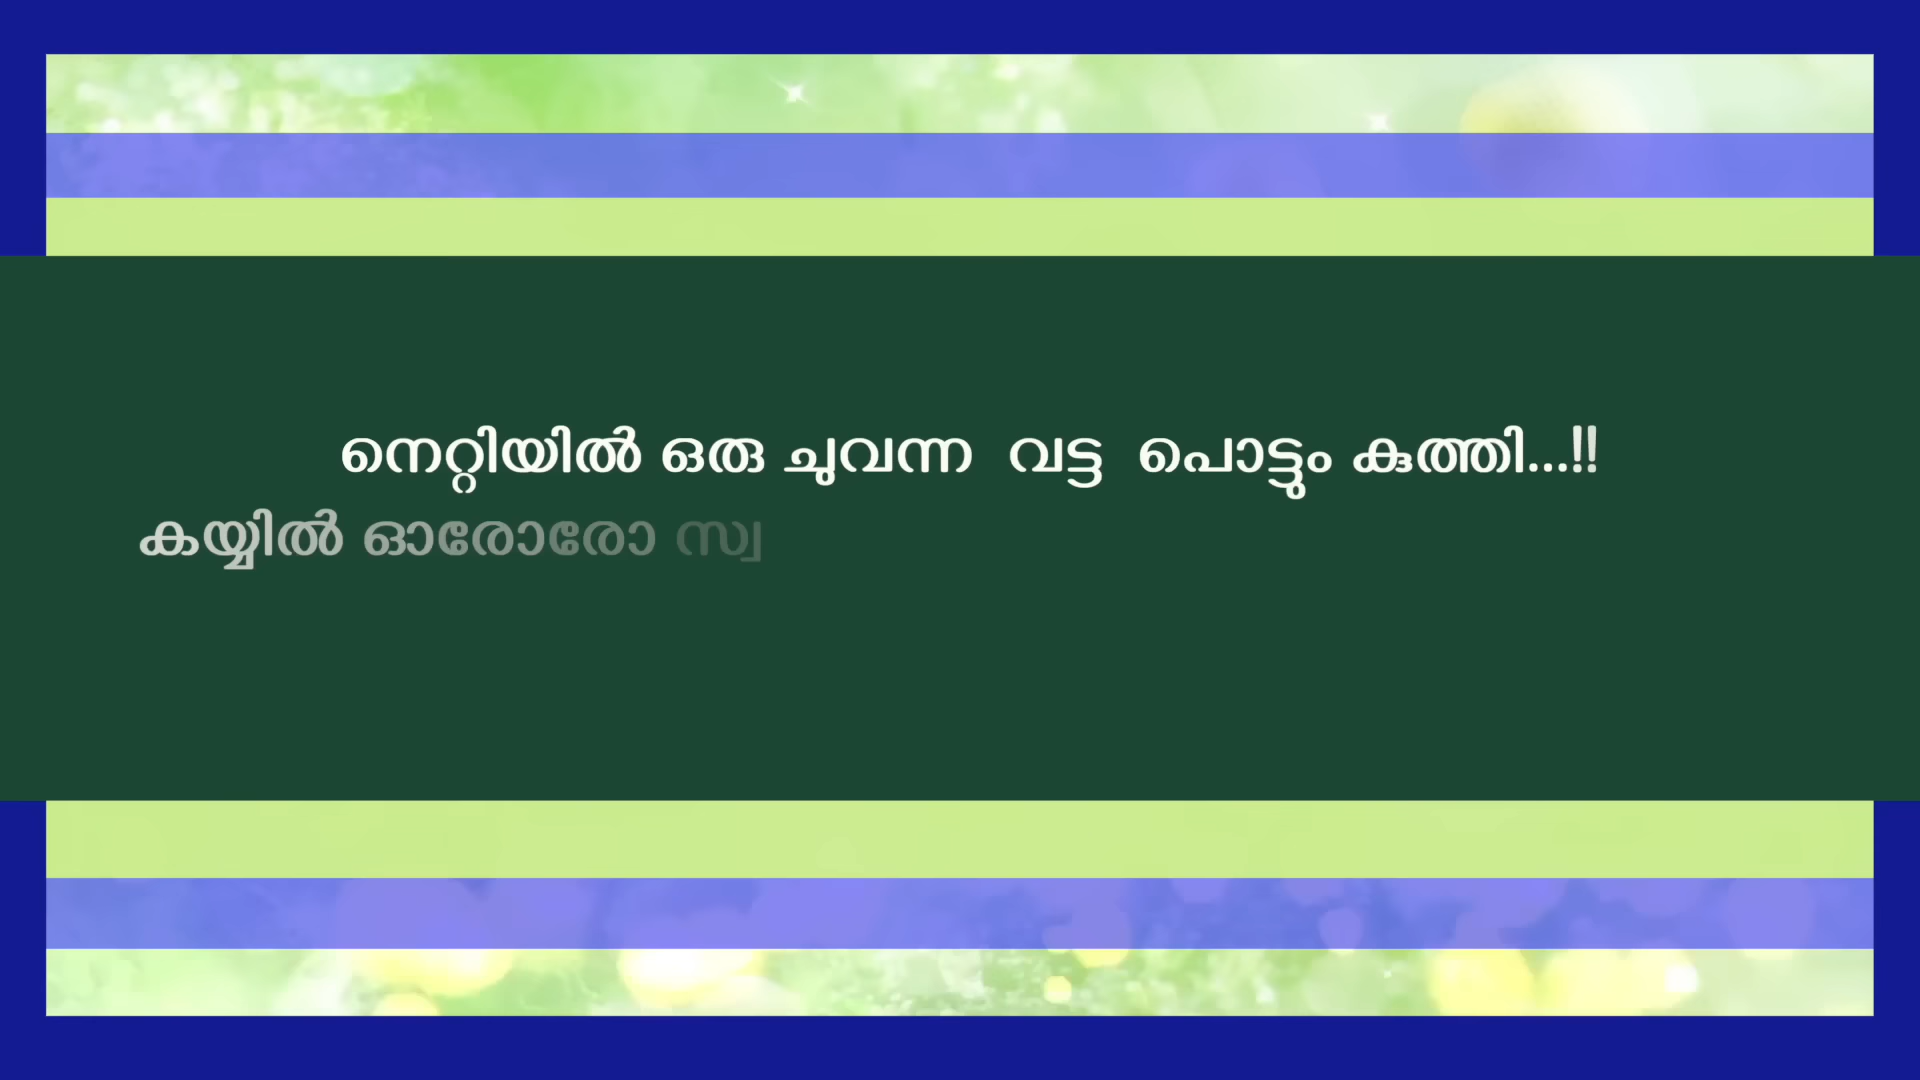 നെറ്റിയിൽ ഒരു ചുവന്ന വട്ട പൊട്ടും കുത്തി...!!
കയ്യിൽ ഓരോരോ സ്വ